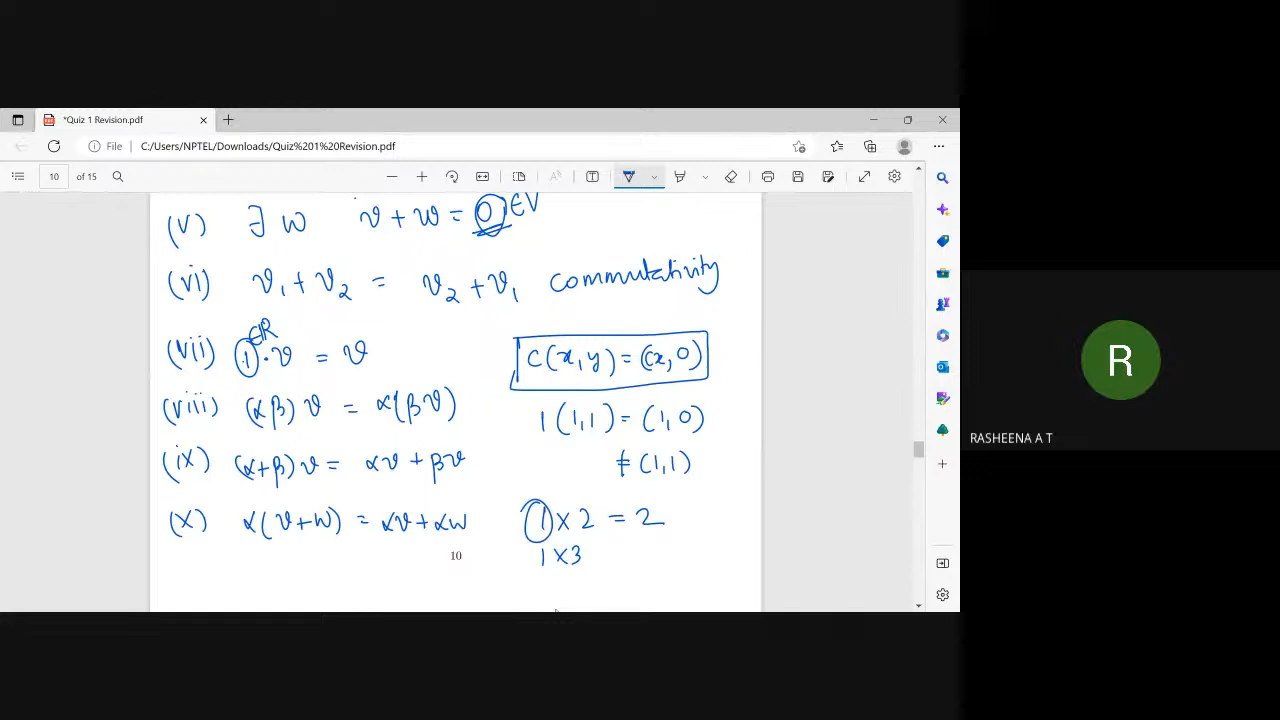 *Quiz 1 Revision.pdf
File C:/Users/NPTEL/Downloads/Quiz%201%20Revision.pdf
10 of 15
(v) ∃ w v + w = 0 ∈V
(vi) v₁ + v₂ = v₂ + v₁ commutativity
∈R
(vii) 1 · v = v
c(x, y) = (cx, 0)
(viii) (αβ) v = α(βv)
1 (1,1) = (1,0)
(ix) (α+β) v = αv + βv
≠ (1,1)
(x) α(v+w) = αv + αw
1 × 2 = 2
1 × 3
10
R
RASHEENA A T